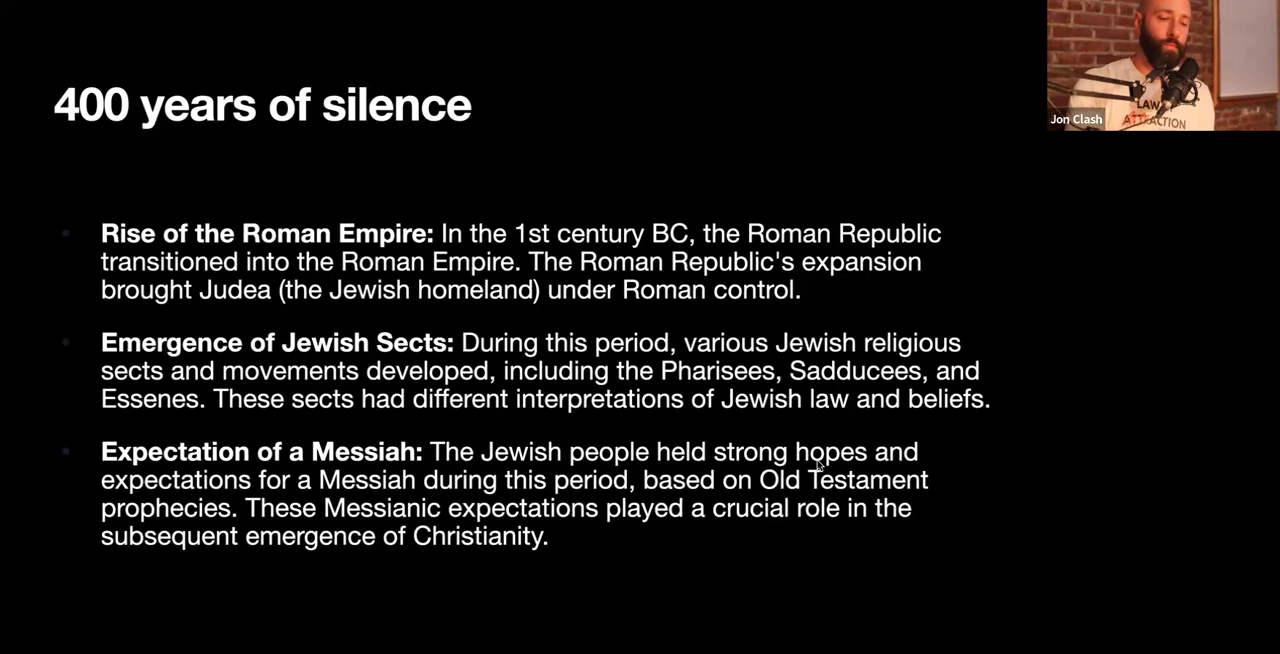 400 years of silence
Rise of the Roman Empire: In the 1st century BC, the Roman Republic
transitioned into the Roman Empire. The Roman Republic's expansion
brought Judea (the Jewish homeland) under Roman control.
Emergence of Jewish Sects: During this period, various Jewish religious
sects and movements developed, including the Pharisees, Sadducees, and
Essenes. These sects had different interpretations of Jewish law and beliefs.
Expectation of a Messiah: The Jewish people held strong hopes and
expectations for a Messiah during this period, based on Old Testament
prophecies. These Messianic expectations played a crucial role in the
subsequent emergence of Christianity.
LAW
ATTRACTION
Jon Clash